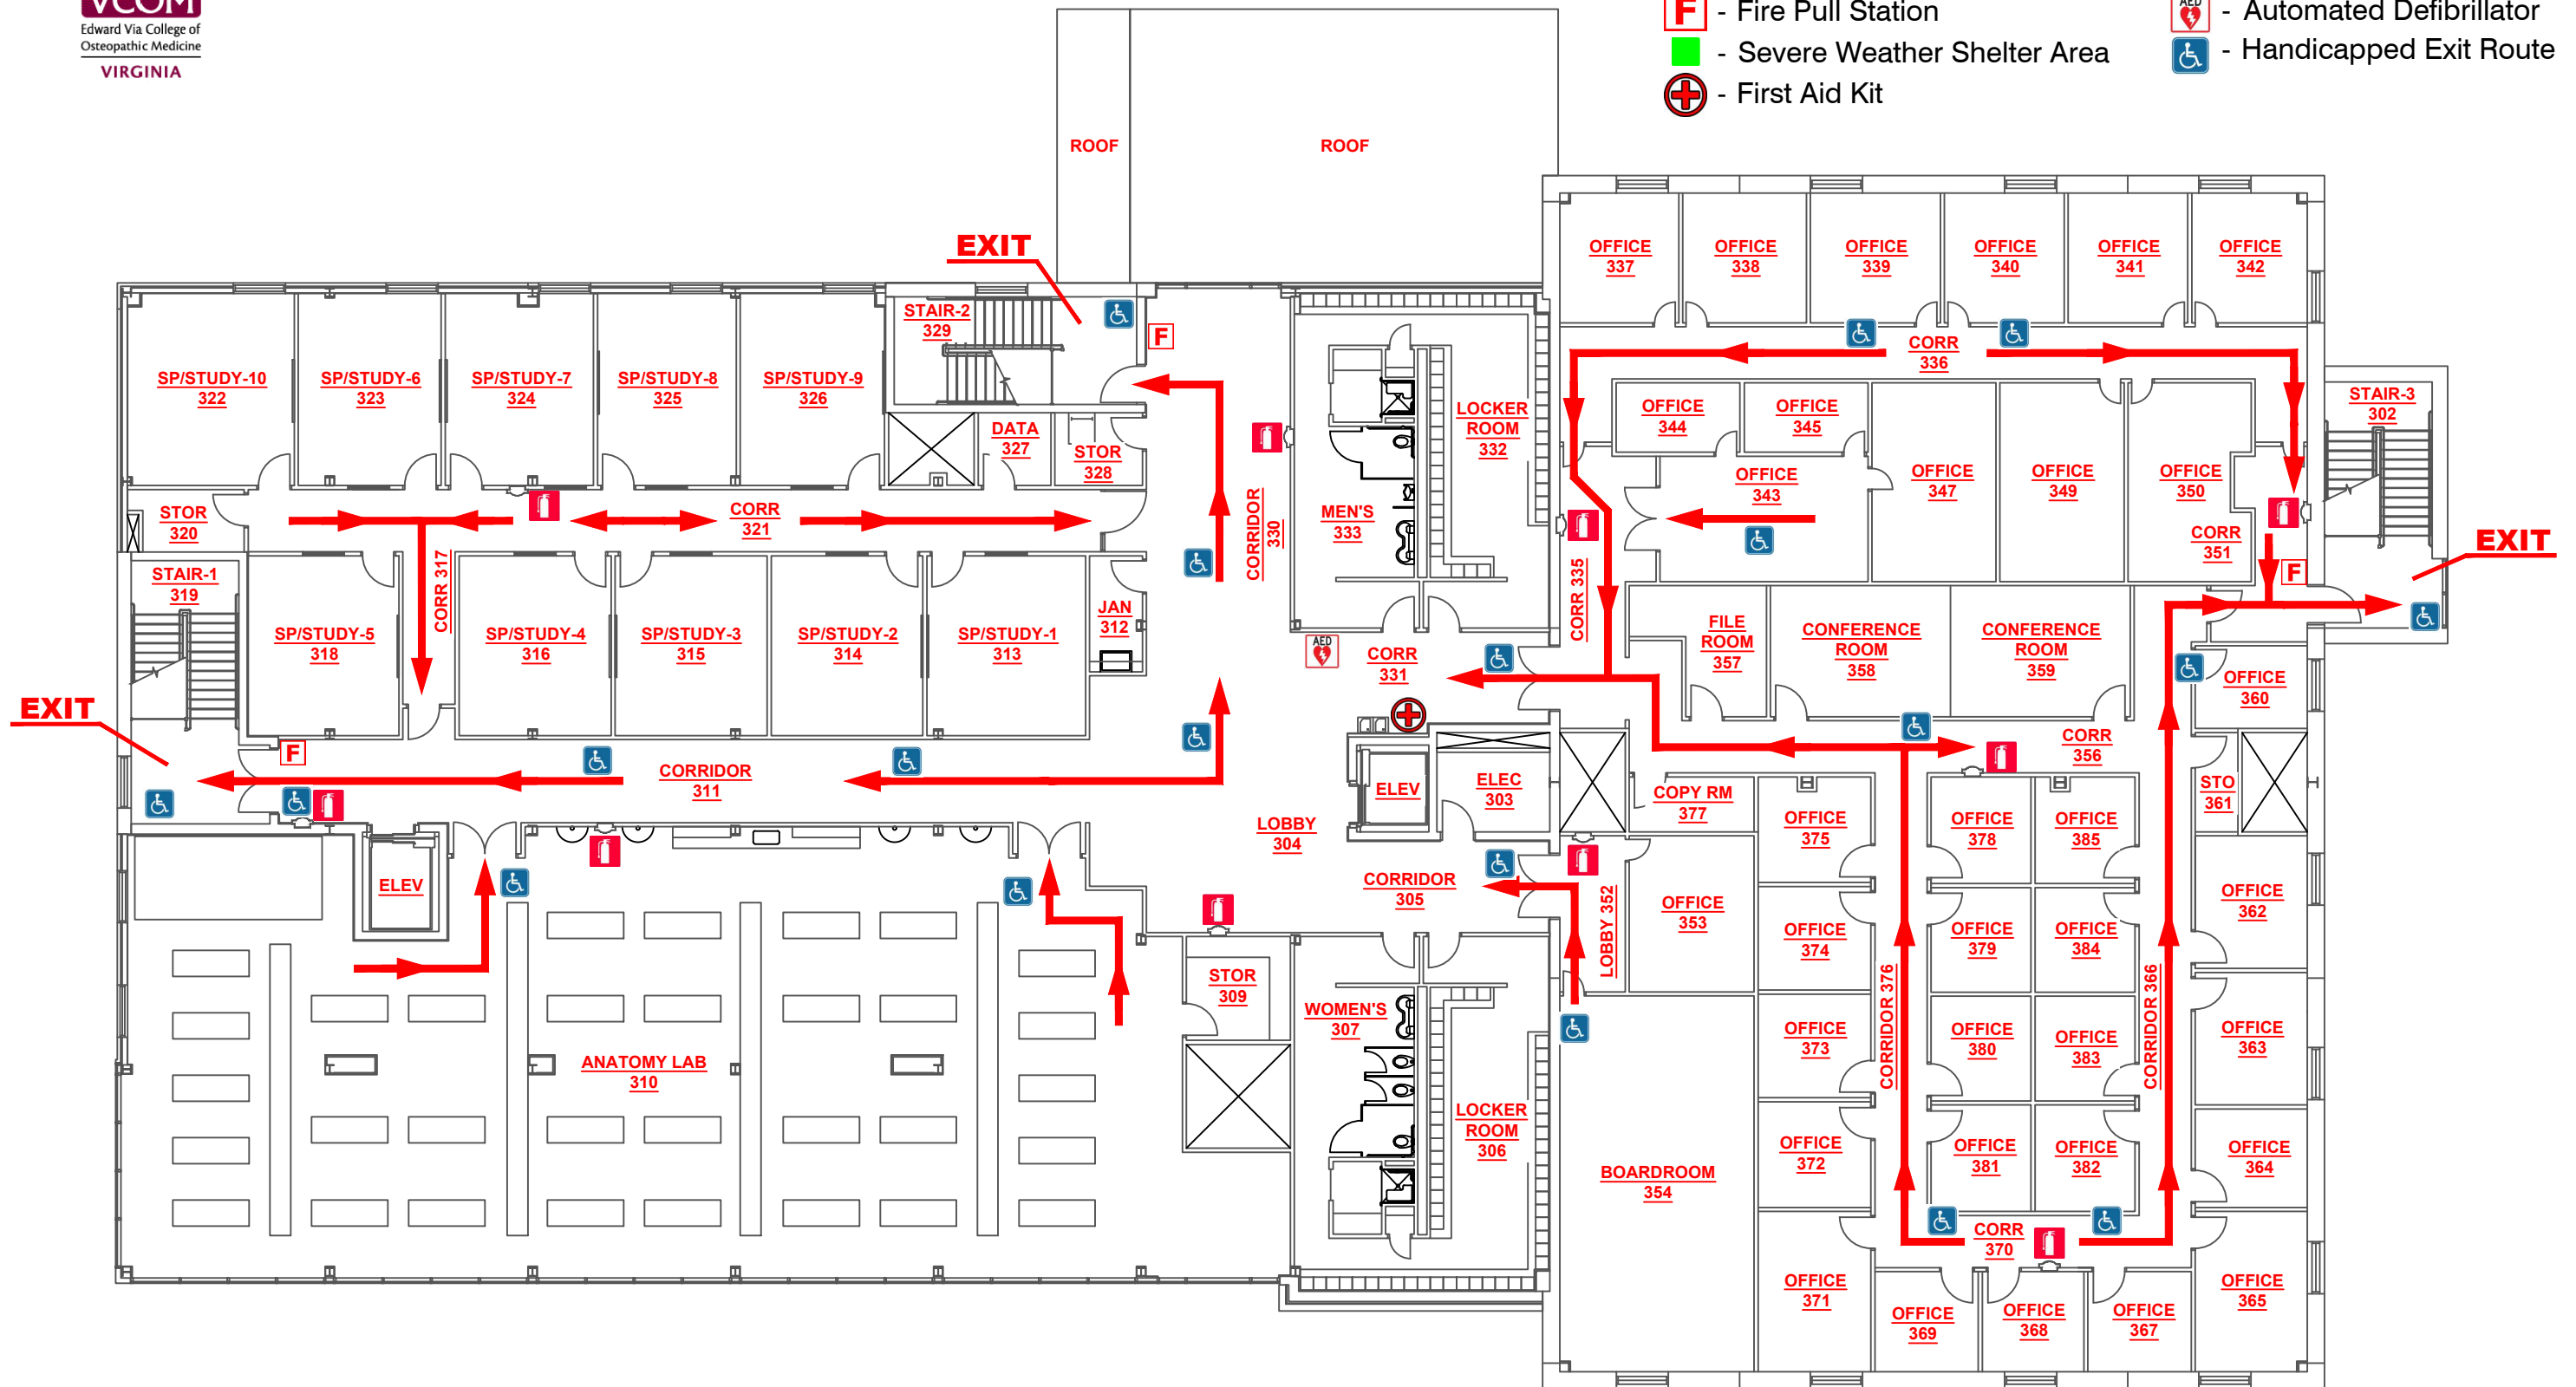 VCOM
Edward Via College of
Osteopathic Medicine
VIRGINIA
F - Fire Pull Station
- Severe Weather Shelter Area
- First Aid Kit
AED - Automated Defibrillator
- Handicapped Exit Route
ROOF
ROOF
EXIT
OFFICE
337
OFFICE
338
OFFICE
339
OFFICE
340
OFFICE
341
OFFICE
342
STAIR-2
329
F
CORR
336
SP/STUDY-10
322
SP/STUDY-6
323
SP/STUDY-7
324
SP/STUDY-8
325
SP/STUDY-9
326
DATA
327
STOR
328
LOCKER
ROOM
332
OFFICE
344
OFFICE
345
STAIR-3
302
OFFICE
343
OFFICE
347
OFFICE
349
OFFICE
350
STOR
320
CORR
321
CORRIDOR
330
MEN'S
333
CORR
351
EXIT
STAIR-1
319
CORR 317
CORR 335
F
SP/STUDY-5
318
SP/STUDY-4
316
SP/STUDY-3
315
SP/STUDY-2
314
SP/STUDY-1
313
JAN
312
AED
CORR
331
FILE
ROOM
357
CONFERENCE
ROOM
358
CONFERENCE
ROOM
359
OFFICE
360
EXIT
F
CORRIDOR
311
ELEV
ELEC
303
CORR
356
COPY RM
377
STO
361
LOBBY
304
OFFICE
375
OFFICE
378
OFFICE
385
ELEV
CORRIDOR
305
LOBBY 352
OFFICE
353
OFFICE
374
OFFICE
379
OFFICE
384
OFFICE
362
STOR
309
WOMEN'S
307
ANATOMY LAB
310
OFFICE
373
CORRIDOR 376
OFFICE
380
OFFICE
383
CORRIDOR 366
OFFICE
363
LOCKER
ROOM
306
BOARDROOM
354
OFFICE
372
OFFICE
381
OFFICE
382
OFFICE
364
CORR
370
OFFICE
371
OFFICE
369
OFFICE
368
OFFICE
367
OFFICE
365